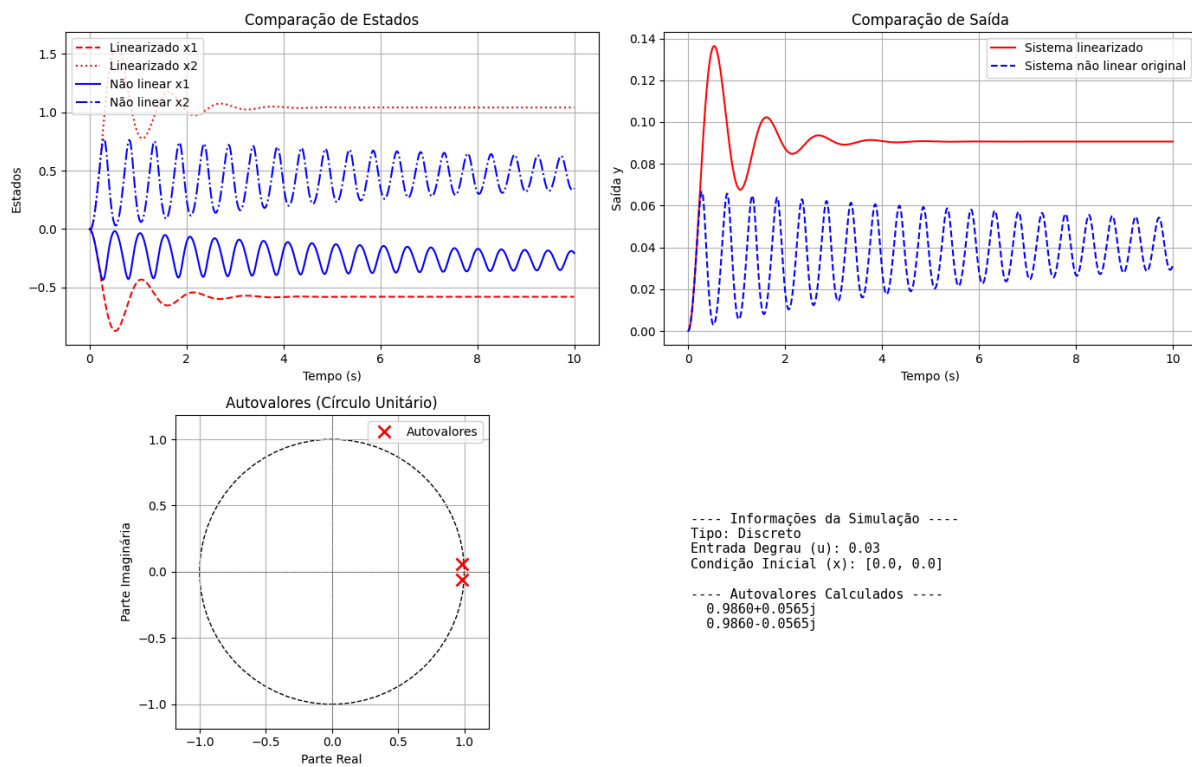 Comparação de Estados
Linearizado x1
Linearizado x2
Não linear x1
Não linear x2
Estados
1.5
1.0
0.5
0.0
−0.5
0
2
4
6
8
10
Tempo (s)
Comparação de Saída
Sistema linearizado
Sistema não linear original
Saída y
0.14
0.12
0.10
0.08
0.06
0.04
0.02
0.00
0
2
4
6
8
10
Tempo (s)
Autovalores (Círculo Unitário)
Autovalores
Parte Imaginária
1.0
0.5
0.0
−0.5
−1.0
−1.0
−0.5
0.0
0.5
1.0
Parte Real
---- Informações da Simulação ----
Tipo: Discreto
Entrada Degrau (u): 0.03
Condição Inicial (x): [0.0, 0.0]
---- Autovalores Calculados ----
0.9860+0.0565j
0.9860-0.0565j